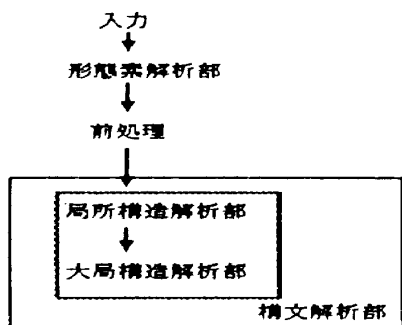 入力
形態素解析部
前処理
局所構造解析部
大局構造解析部
構文解析部